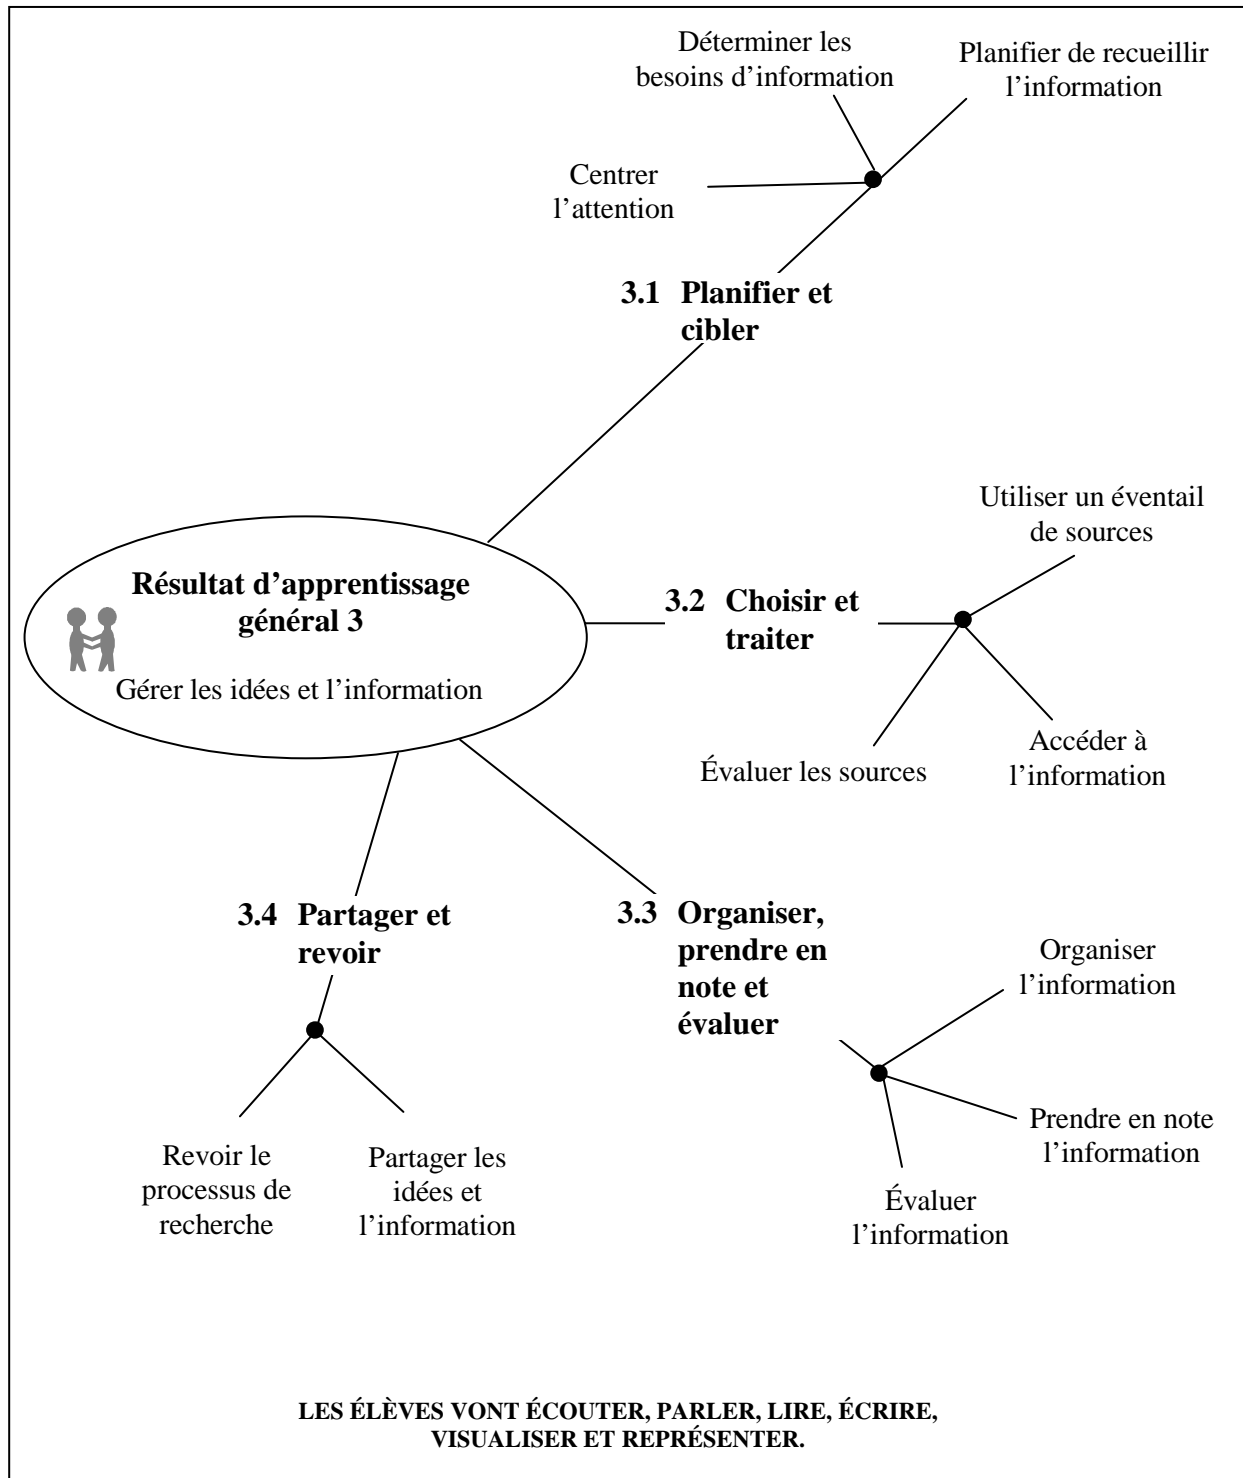 Déterminer les
besoins d'information
Planifier de recueillir
l'information
Centrer
l'attention
3.1 Planifier et
cibler
Utiliser un éventail
de sources
Résultat d'apprentissage
général 3
Gérer les idées et l'information
3.2 Choisir et
traiter
Évaluer les sources
Accéder à
l'information
3.4 Partager et
revoir
3.3 Organiser,
prendre en
note et
évaluer
Organiser
l'information
Prendre en note
l'information
Évaluer
l'information
Revoir le
processus de
recherche
Partager les
idées et
l'information
LES ÉLÈVES VONT ÉCOUTER, PARLER, LIRE, ÉCRIRE,
VISUALISER ET REPRÉSENTER.